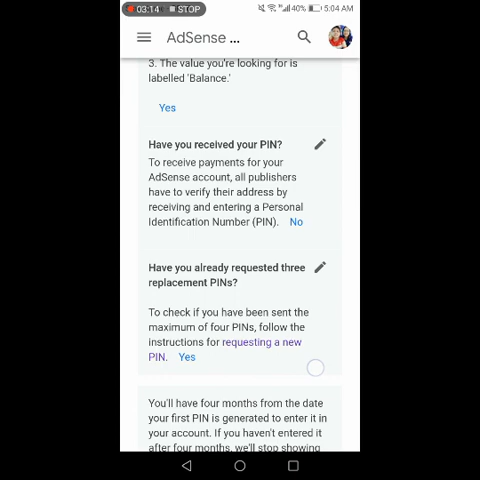 03:14 STOP 40% 5:04 AM
AdSense ...
3. The value you're looking for is
labelled 'Balance.'
Yes
Have you received your PIN?
To receive payments for your
AdSense account, all publishers
have to verify their address by
receiving and entering a Personal
Identification Number (PIN). No
Have you already requested three
replacement PINs?
To check if you have been sent the
maximum of four PINs, follow the
instructions for requesting a new
PIN. Yes
You'll have four months from the date
your first PIN is generated to enter it in
your account. If you haven't entered it
after four months, we'll stop showing